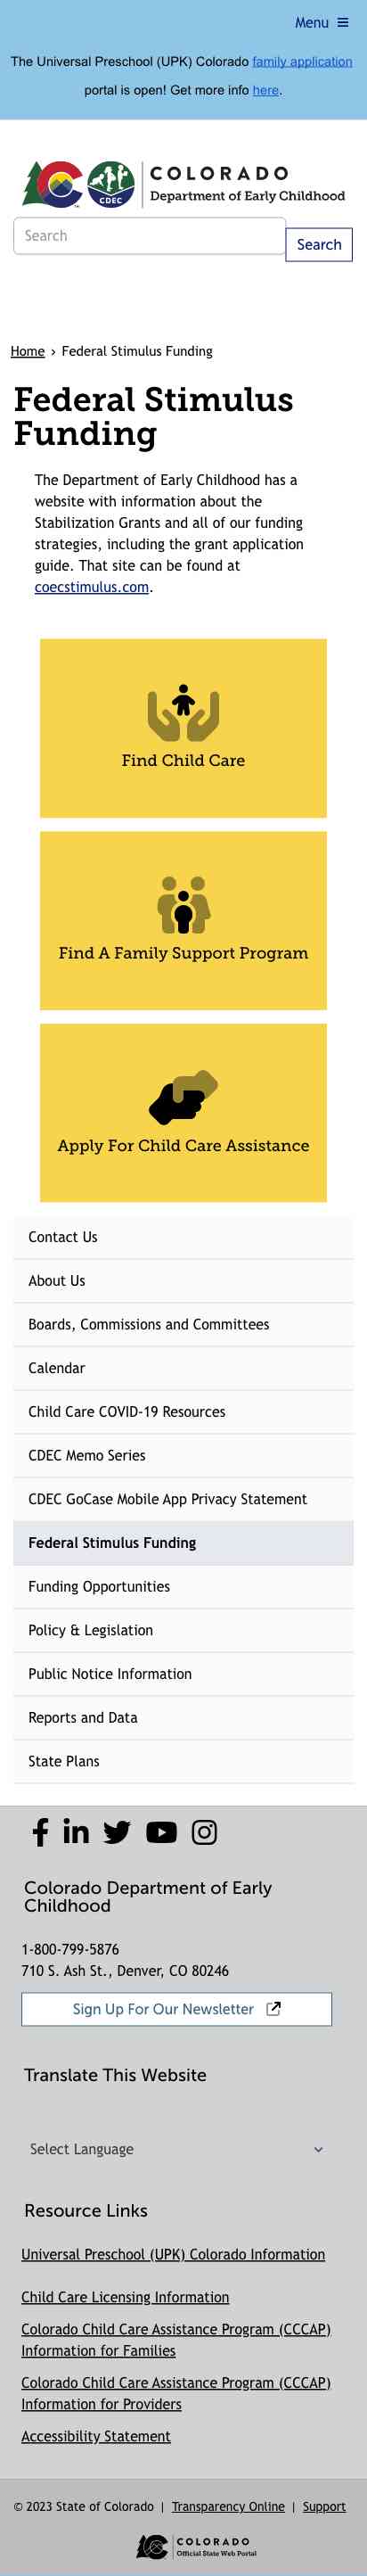 Menu
The Universal Preschool (UPK) Colorado family application
portal is open! Get more info here.
COLORADO
Department of Early Childhood
CDEC
Search
Search
Home › Federal Stimulus Funding
Federal Stimulus
Funding
The Department of Early Childhood has a
website with information about the
Stabilization Grants and all of our funding
strategies, including the grant application
guide. That site can be found at
coecstimulus.com.
Find Child Care
Find A Family Support Program
Apply For Child Care Assistance
Contact Us
About Us
Boards, Commissions and Committees
Calendar
Child Care COVID-19 Resources
CDEC Memo Series
CDEC GoCase Mobile App Privacy Statement
Federal Stimulus Funding
Funding Opportunities
Policy & Legislation
Public Notice Information
Reports and Data
State Plans
Colorado Department of Early
Childhood
1-800-799-5876
710 S. Ash St., Denver, CO 80246
Sign Up For Our Newsletter
Translate This Website
Select Language
Resource Links
Universal Preschool (UPK) Colorado Information
Child Care Licensing Information
Colorado Child Care Assistance Program (CCCAP)
Information for Families
Colorado Child Care Assistance Program (CCCAP)
Information for Providers
Accessibility Statement
© 2023 State of Colorado | Transparency Online | Support
COLORADO
Official State Web Portal